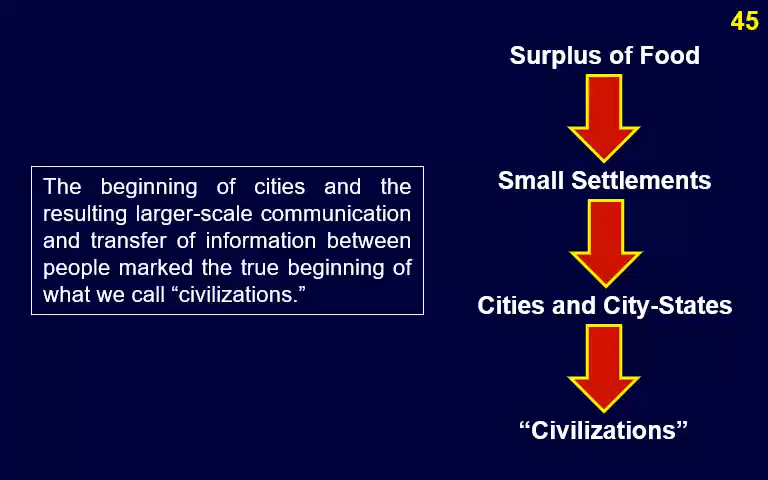 45
Surplus of Food
Small Settlements
The beginning of cities and the
resulting larger-scale communication
and transfer of information between
people marked the true beginning of
what we call “civilizations.”
Cities and City-States
“Civilizations”